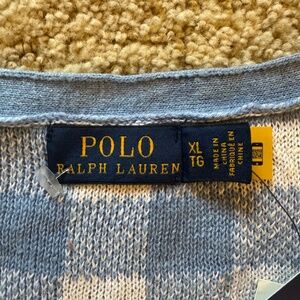 POLO
RALPH LAUREN
XL
TG
MADE IN
CHINA
FABRIQUÉ EN
CHINE